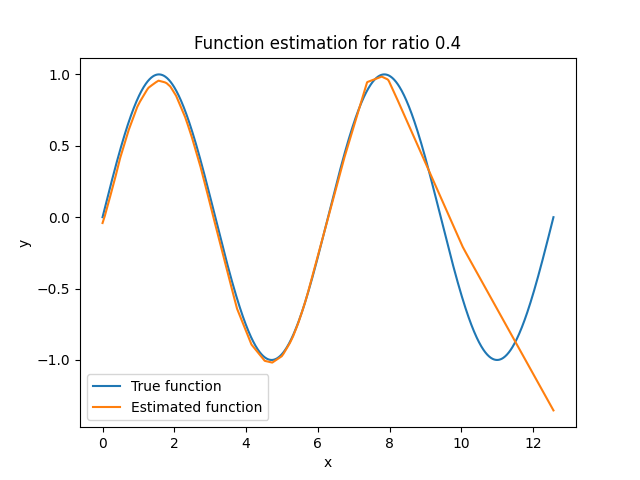 Function estimation for ratio 0.4
1.0
0.5
0.0
−0.5
−1.0
y
True function
Estimated function
0 2 4 6 8 10 12
x